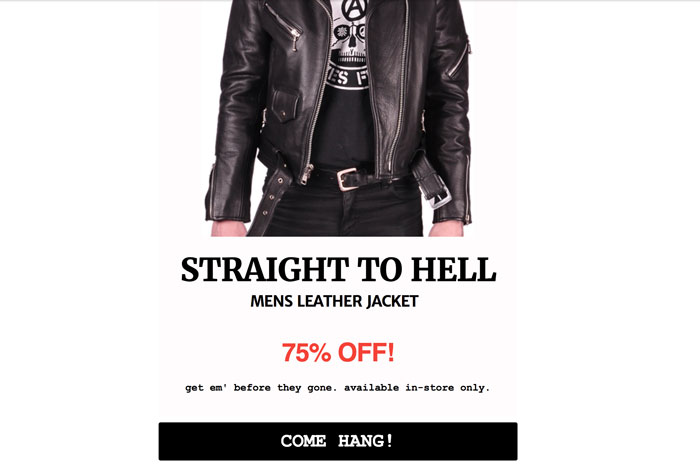 STRAIGHT TO HELL
MENS LEATHER JACKET
75% OFF!
get em' before they gone. available in-store only.
COME HANG!